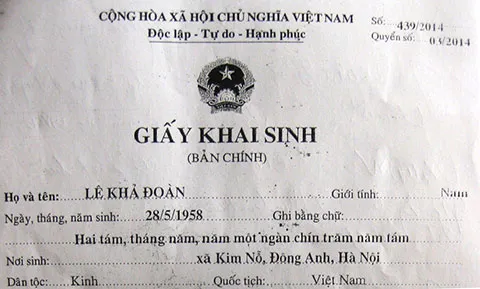 CỘNG HÒA XÃ HỘI CHỦ NGHĨA VIỆT NAM
Độc lập - Tự do - Hạnh phúc
Số: 439/2014
Quyển số: 03/2014
GIẤY KHAI SINH
(BẢN CHÍNH)
Họ và tên: LÊ KHẢ ĐOÀN Giới tính: Nam
Ngày, tháng, năm sinh: 28/5/1958 Ghi bằng chữ:
Hai tám, tháng năm, năm một ngàn chín trăm năm tám
Nơi sinh: xã Kim Nỗ, Đông Anh, Hà Nội
Dân tộc: Kinh Quốc tịch: Việt Nam